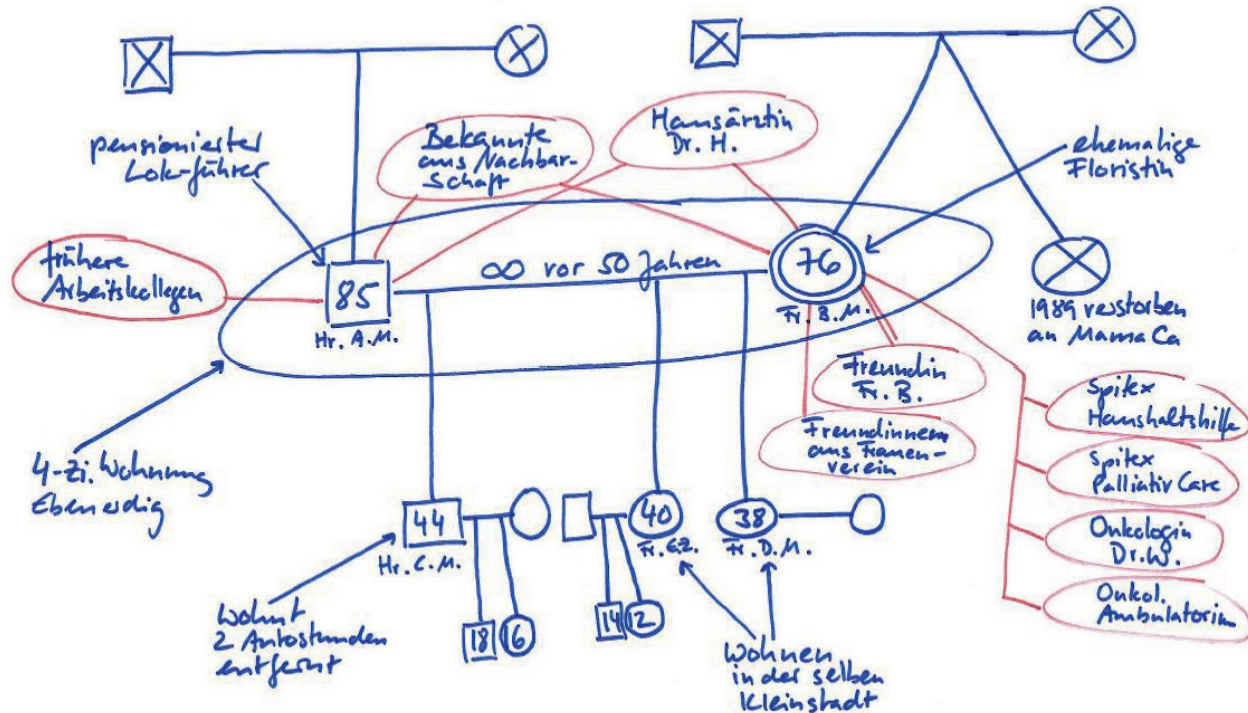 pensionierter
Lok-führer
Bekannte
aus Nachbar-
schaft
Hausärztin
Dr. H.
ehemalige
Floristin
frühere
Arbeitskollegen
85
Hr. A.M.
∞ vor 50 Jahren
76
Fr. B.M.
1989 verstorben
an Mama Ca
Freundin
Fr. B.
Freundinnen
aus Frauen-
verein
Spitex
Haushaltshilfe
Spitex
Palliativ Care
Onkologin
Dr. W.
Onkol.
Ambulatorium
4-Zi. Wohnung
Ebenerdig
44
Hr. C.M.
40
Fr. E.Z.
38
Fr. D.M.
18
16
14
12
Wohnt
2 Autostunden
entfernt
Wohnen
in der selben
Kleinstadt